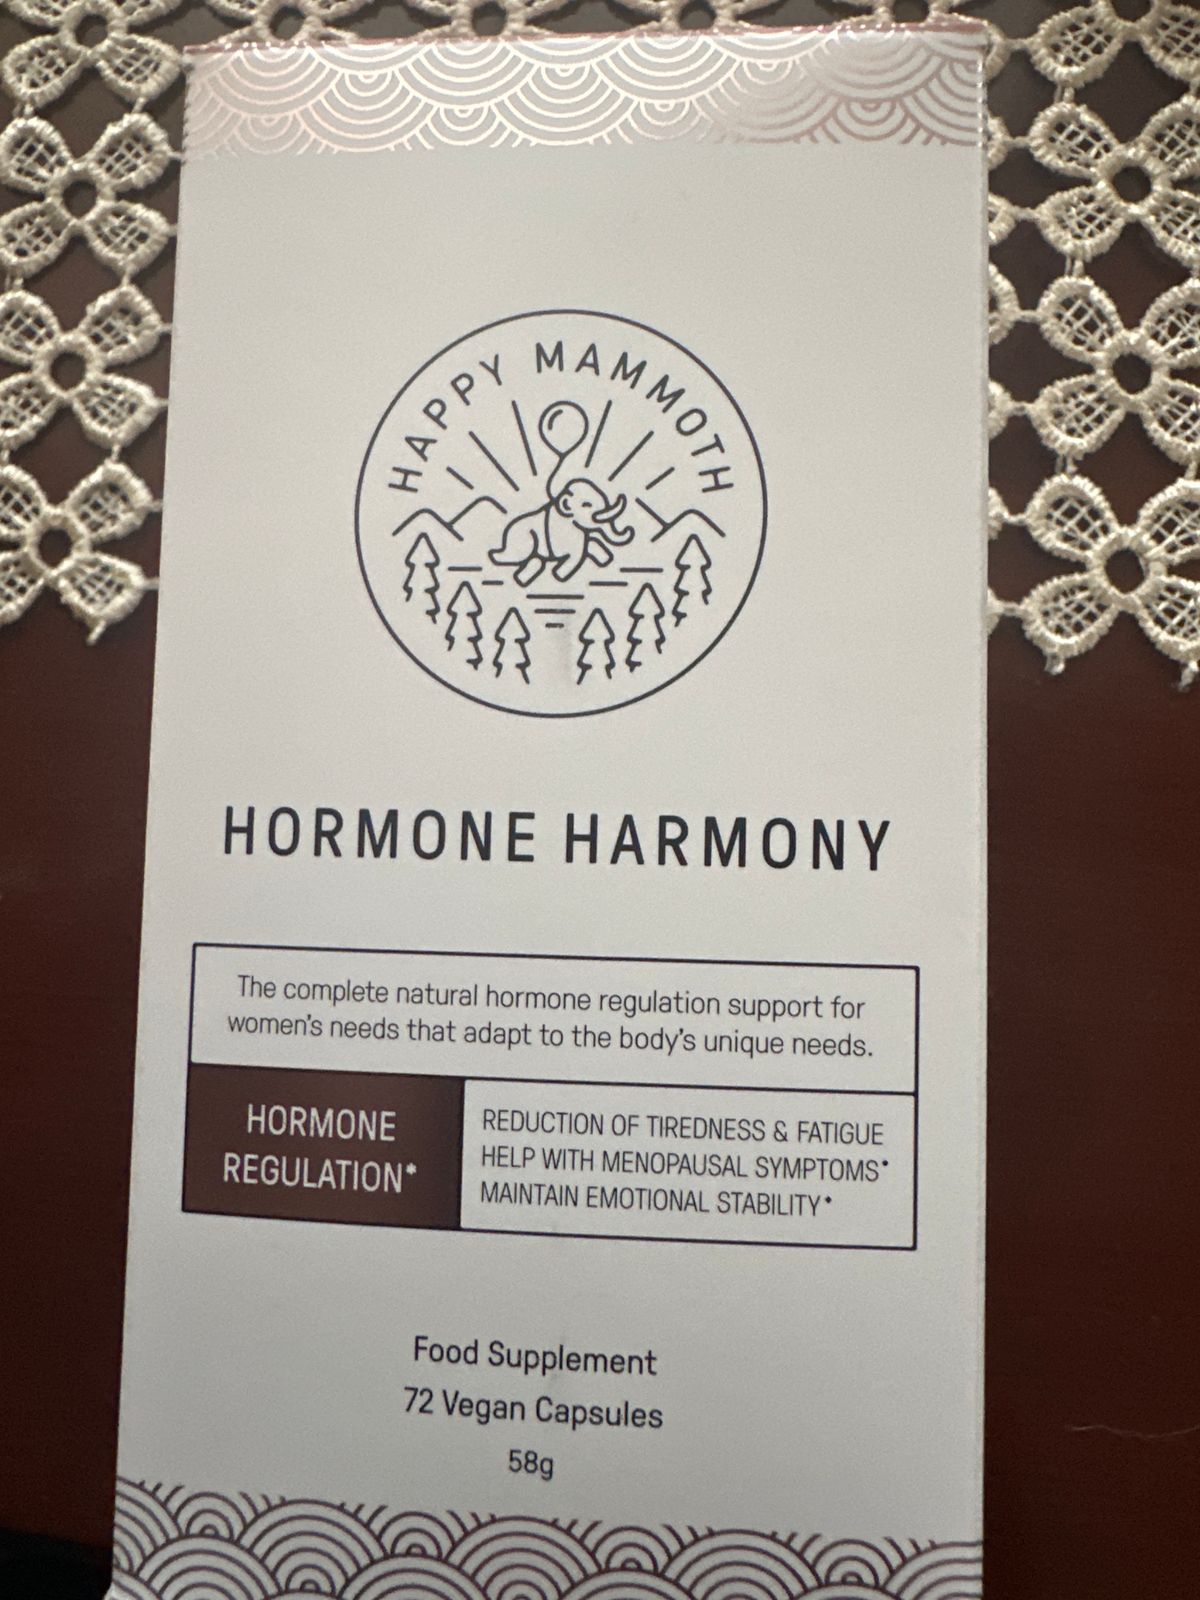 HAPPY MAMMOTH
HORMONE HARMONY
The complete natural hormone regulation support for
women's needs that adapt to the body's unique needs.
HORMONE
REGULATION*
REDUCTION OF TIREDNESS & FATIGUE
HELP WITH MENOPAUSAL SYMPTOMS*
MAINTAIN EMOTIONAL STABILITY*
Food Supplement
72 Vegan Capsules
58g